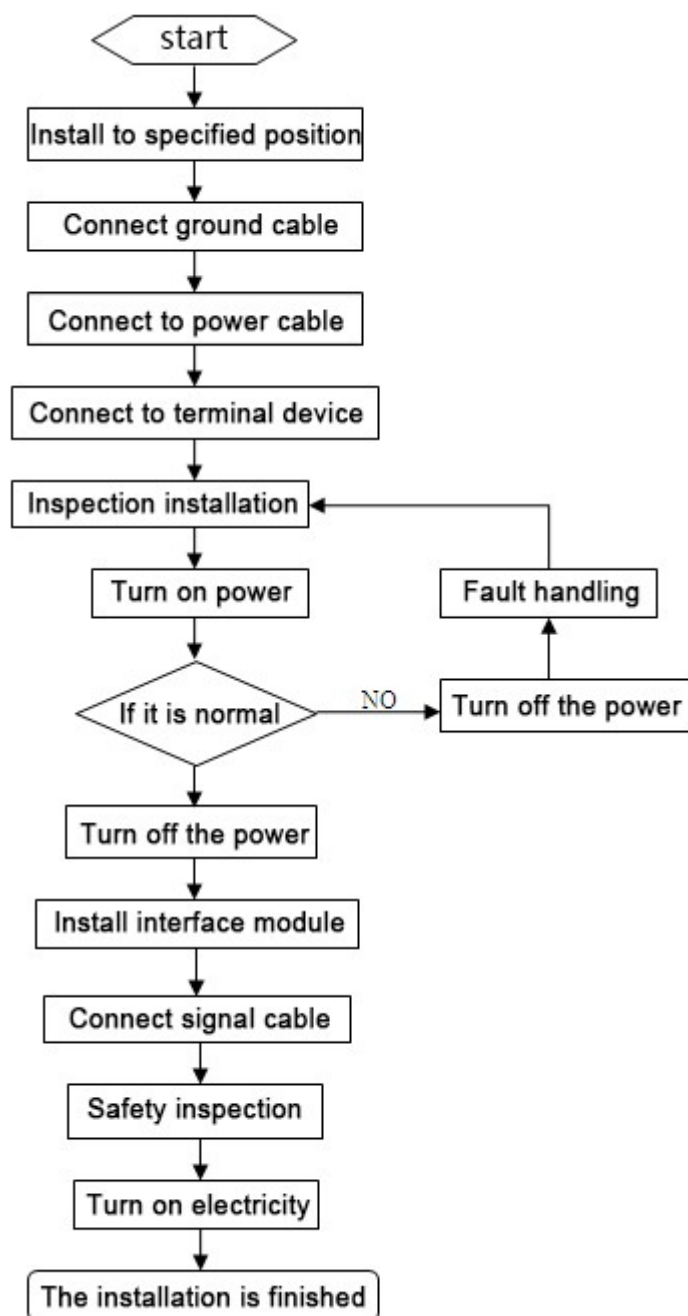 start
Install to specified position
Connect ground cable
Connect to power cable
Connect to terminal device
Inspection installation
Turn on power
Fault handling
If it is normal
NO
Turn off the power
Turn off the power
Install interface module
Connect signal cable
Safety inspection
Turn on electricity
The installation is finished